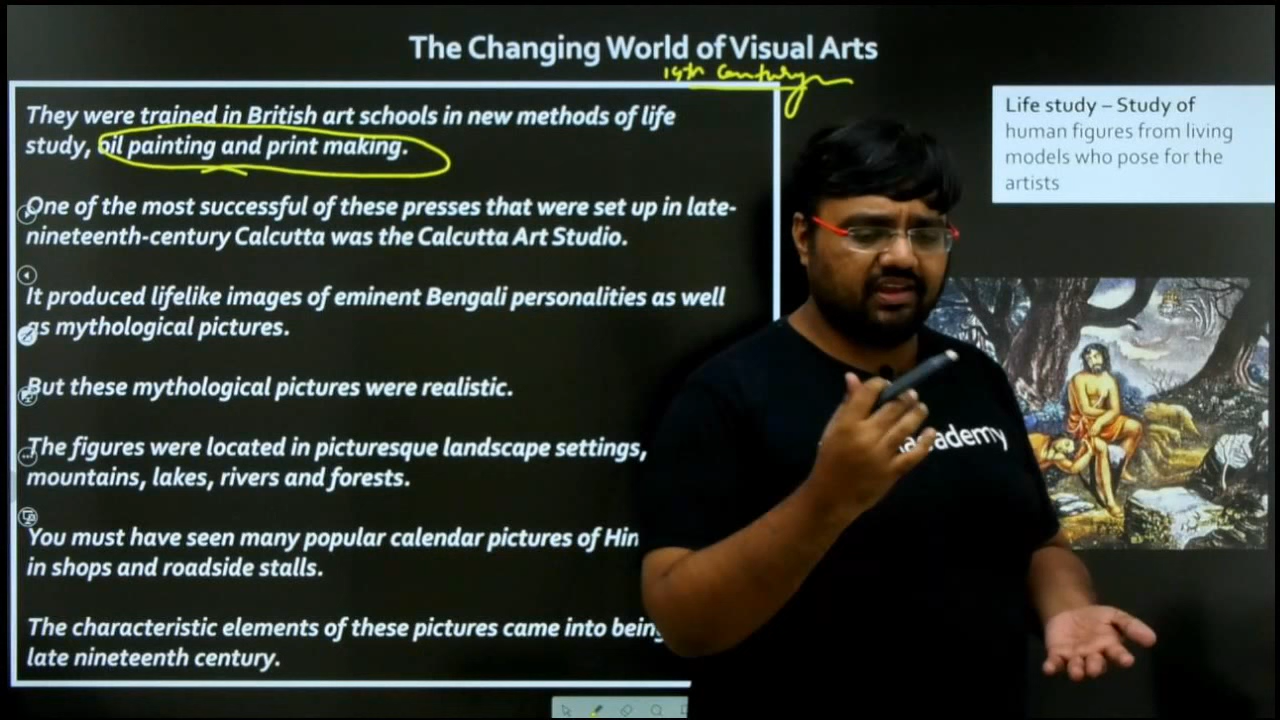 The Changing World of Visual Arts
19th Century
They were trained in British art schools in new methods of life
study, oil painting and print making.
One of the most successful of these presses that were set up in late-
nineteenth-century Calcutta was the Calcutta Art Studio.
It produced lifelike images of eminent Bengali personalities as well
as mythological pictures.
But these mythological pictures were realistic.
The figures were located in picturesque landscape settings,
mountains, lakes, rivers and forests.
You must have seen many popular calendar pictures of Hin
in shops and roadside stalls.
The characteristic elements of these pictures came into being
late nineteenth century.
Life study – Study of
human figures from living
models who pose for the
artists